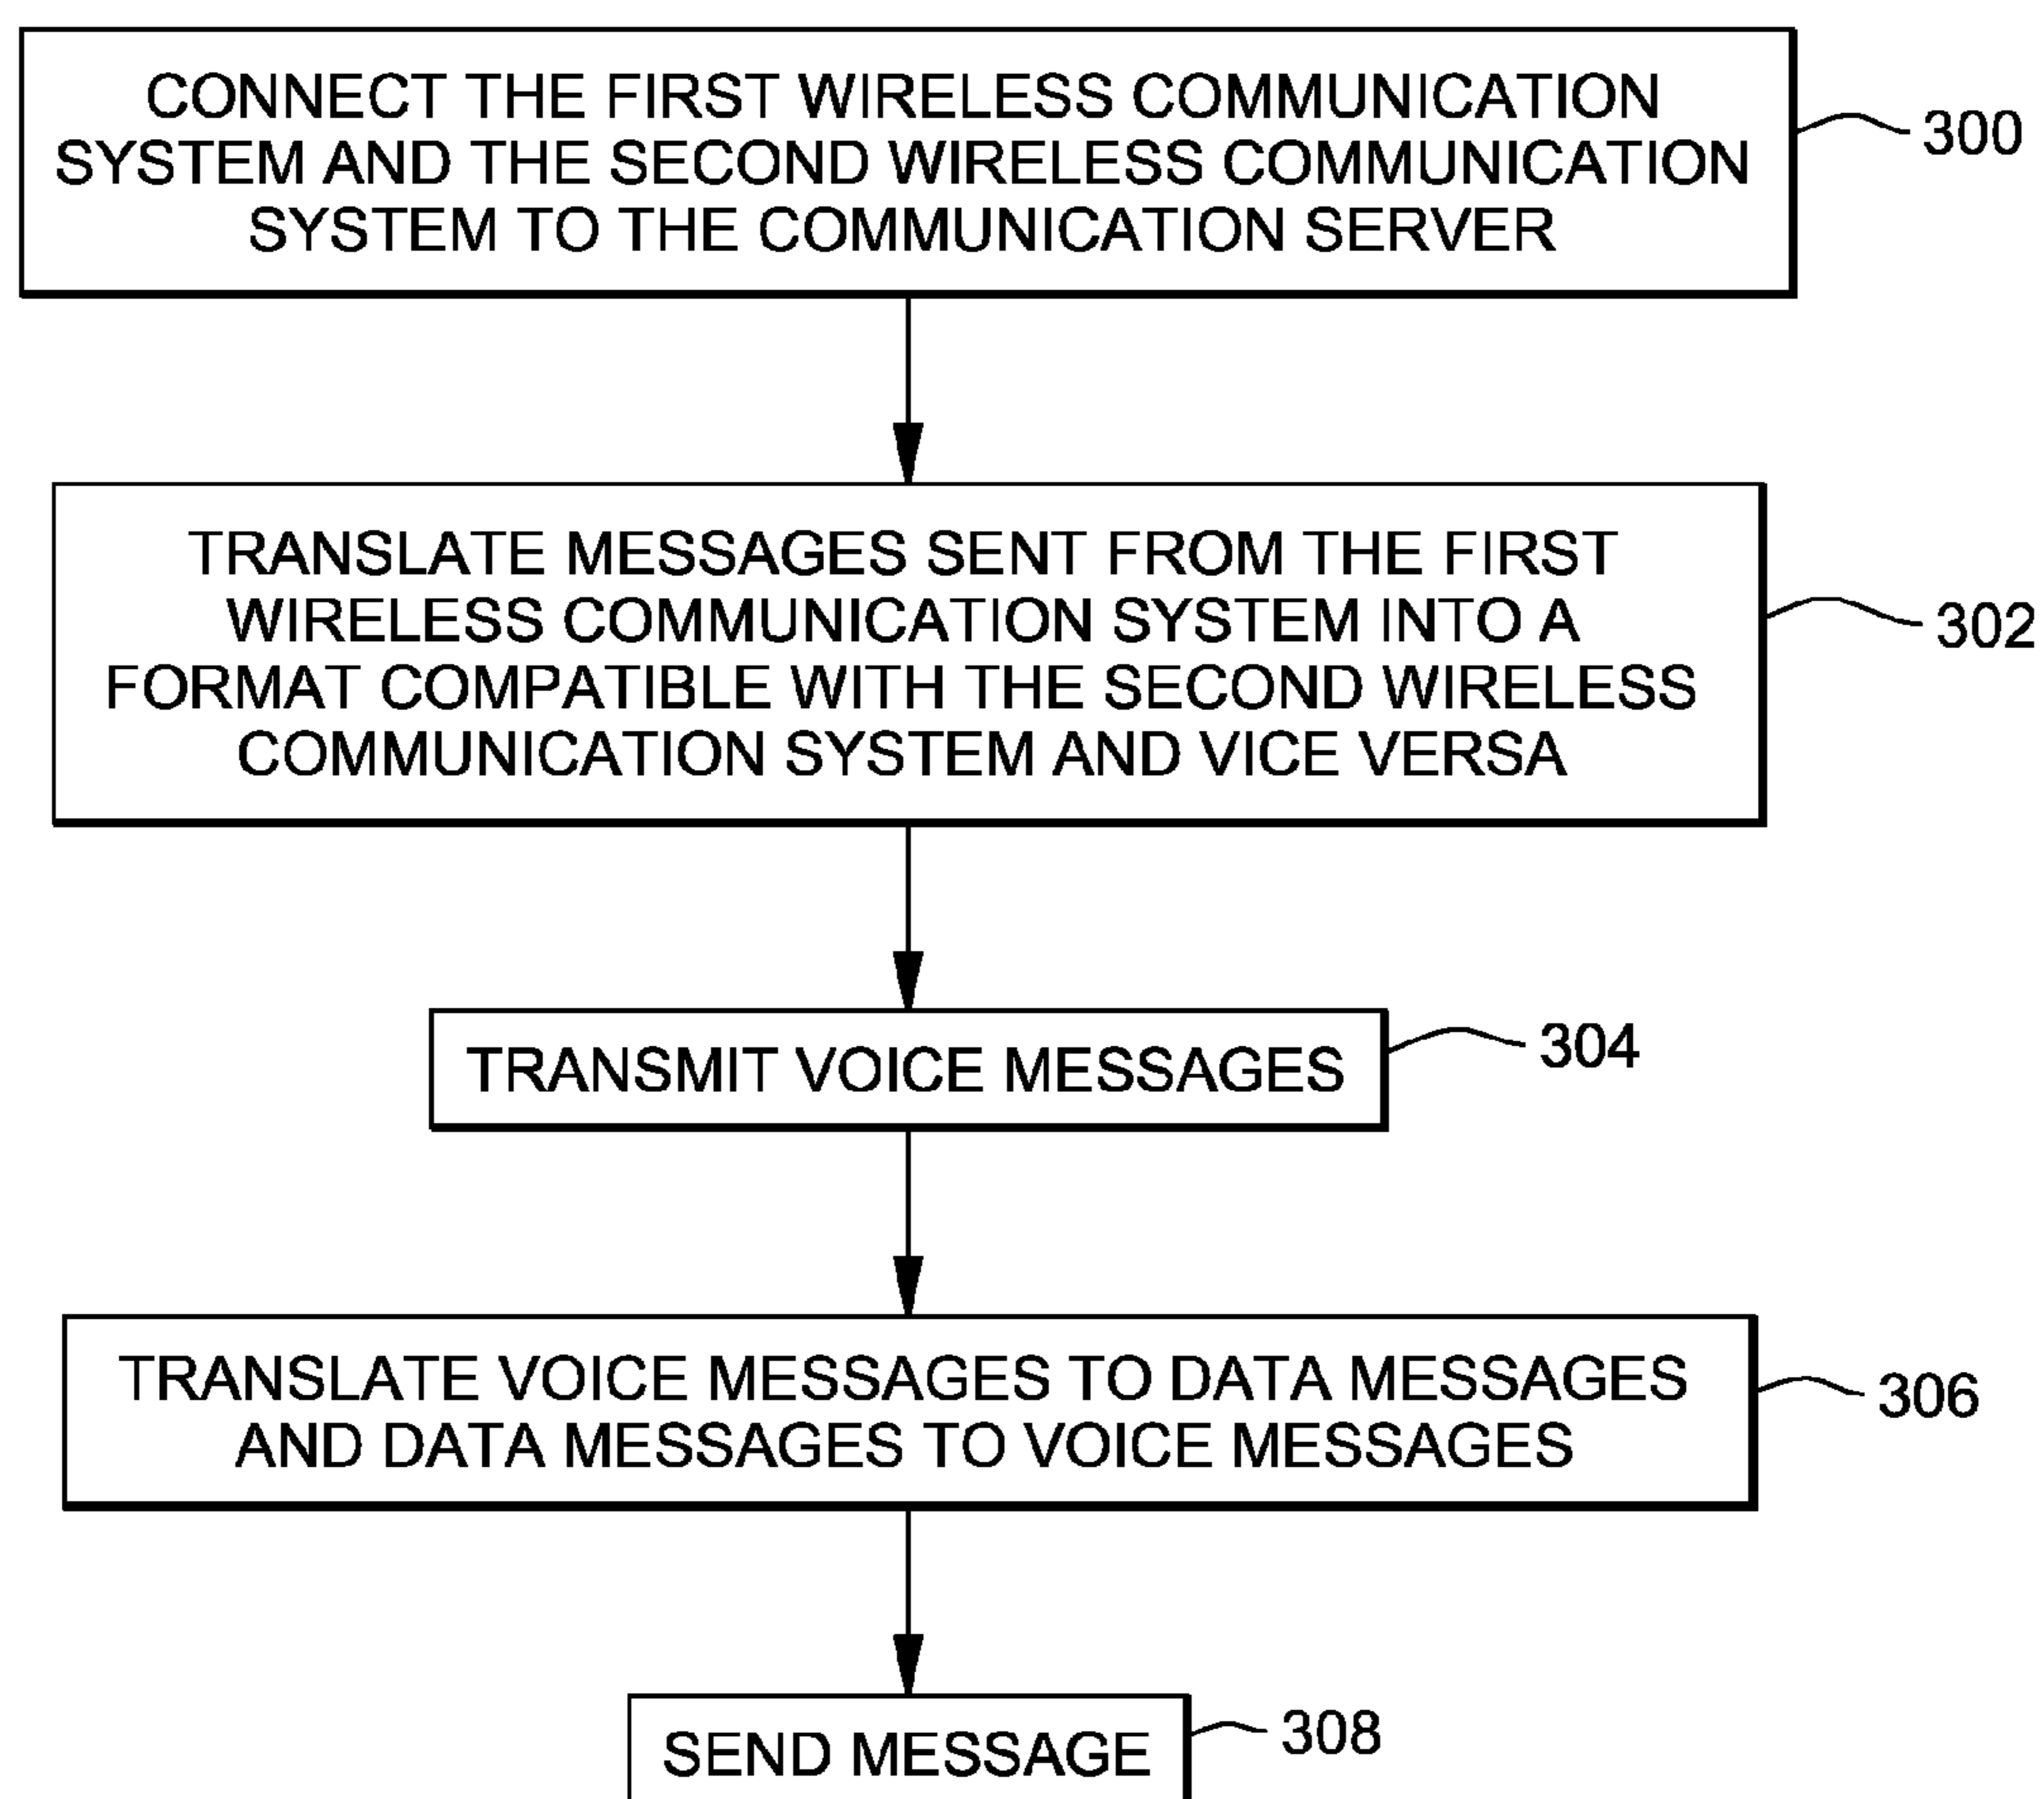 CONNECT THE FIRST WIRELESS COMMUNICATION
SYSTEM AND THE SECOND WIRELESS COMMUNICATION
SYSTEM TO THE COMMUNICATION SERVER
300
TRANSLATE MESSAGES SENT FROM THE FIRST
WIRELESS COMMUNICATION SYSTEM INTO A
FORMAT COMPATIBLE WITH THE SECOND WIRELESS
COMMUNICATION SYSTEM AND VICE VERSA
302
TRANSMIT VOICE MESSAGES
304
TRANSLATE VOICE MESSAGES TO DATA MESSAGES
AND DATA MESSAGES TO VOICE MESSAGES
306
SEND MESSAGE
308